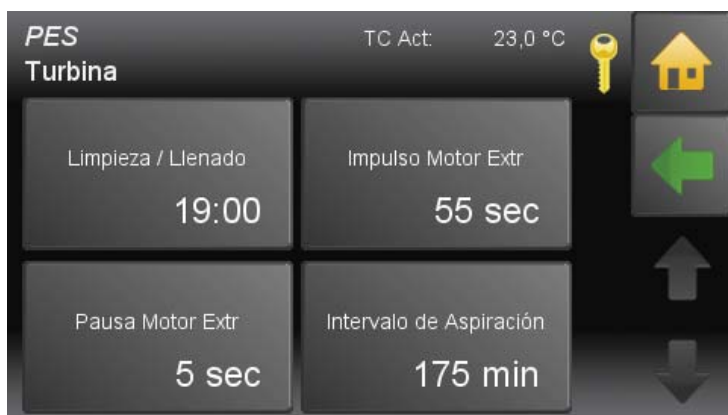 PES TC Act: 23,0 °C
Turbina
Limpieza / Llenado
19:00
Impulso Motor Extr
55 sec
Pausa Motor Extr
5 sec
Intervalo de Aspiración
175 min